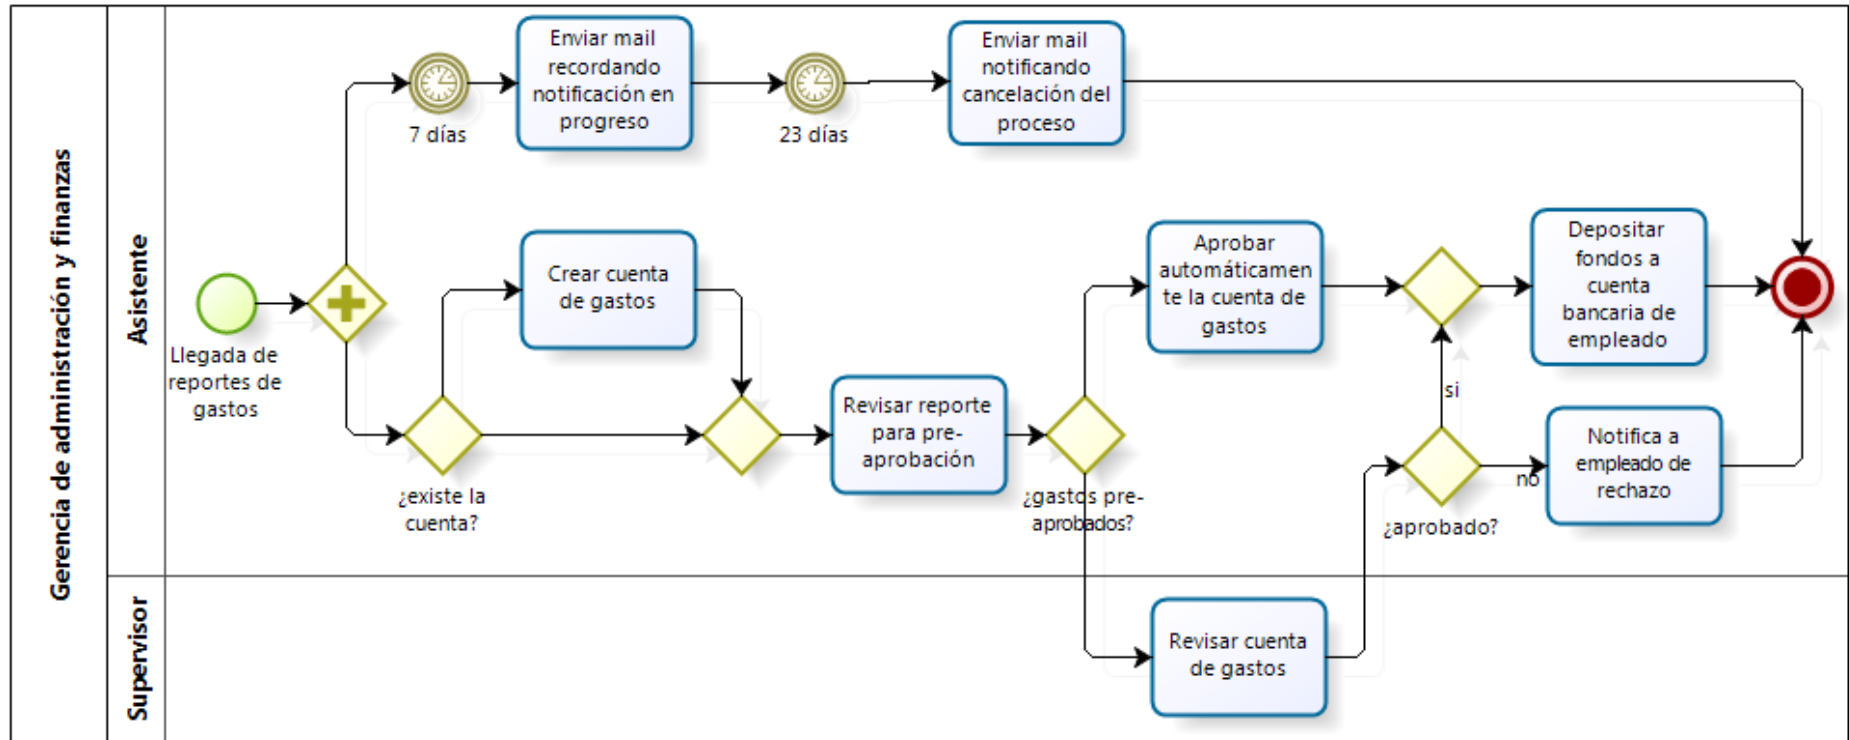 Gerencia de administración y finanzas
Asistente
Supervisor
Llegada de
reportes de
gastos
7 días
Enviar mail
recordando
notificación en
progreso
23 días
Enviar mail
notificando
cancelación del
proceso
¿existe la
cuenta?
Crear cuenta
de gastos
Revisar reporte
para pre-
aprobación
¿gastos pre-
aprobados?
Aprobar
automáticamen
te la cuenta de
gastos
Revisar cuenta
de gastos
¿aprobado?
si
no
Depositar
fondos a
cuenta
bancaria de
empleado
Notifica a
empleado de
rechazo